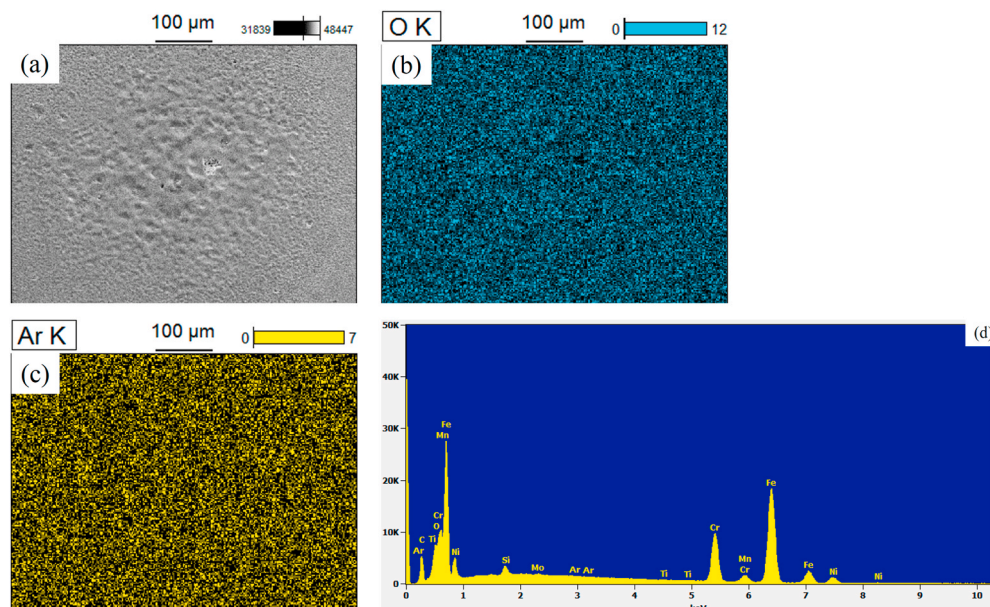 100 µm
31839 48447
(a)
O K
100 µm
0 12
(b)
Ar K
100 µm
0 7
(c)
(d)
50K
40K
30K
20K
10K
0
Fe
Mn
Cr
O
C Ti
Ar
Ni
Si
Mo
Ar Ar
Ti Ti
Cr
Mn
Cr
Fe
Fe
Ni
Ni
0 1 2 3 4 5 6 7 8 9 10